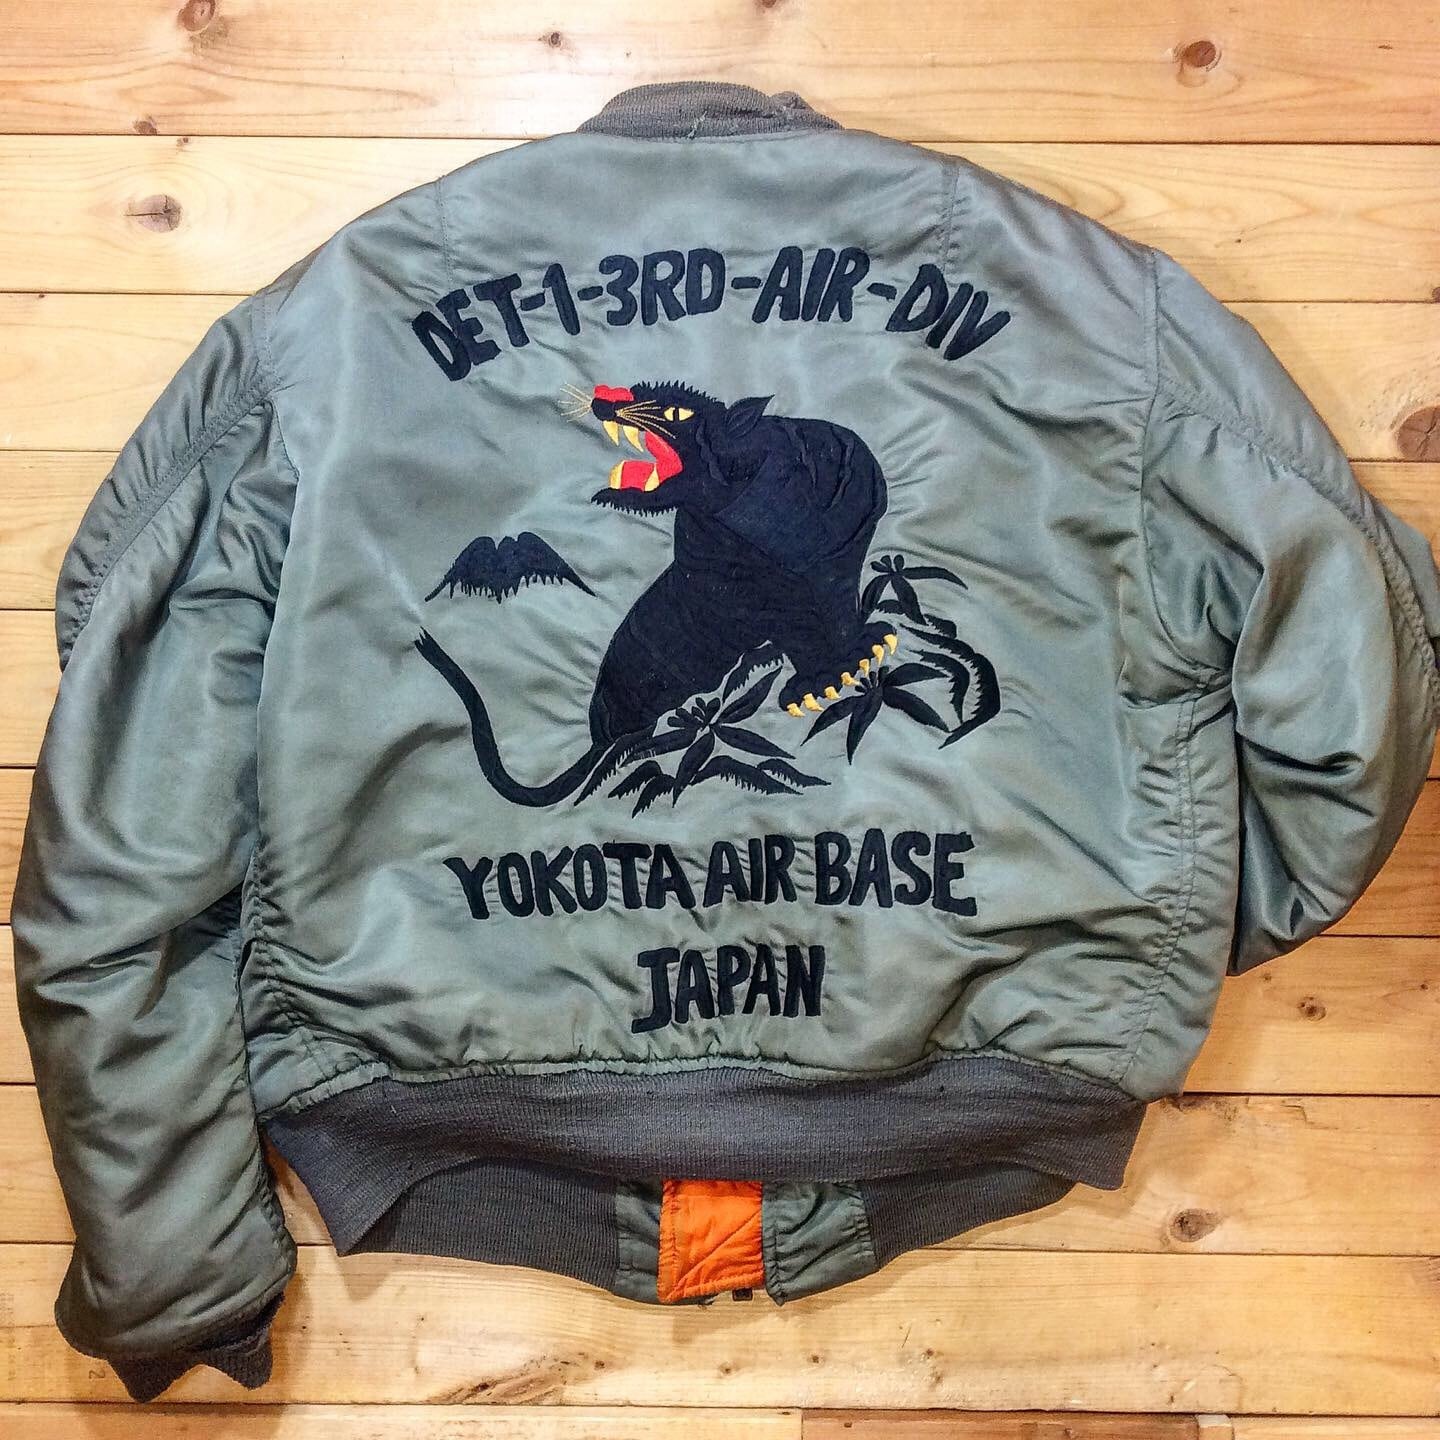 DET-1-3RD-AIR-DIV
YOKOTA AIR BASE
JAPAN